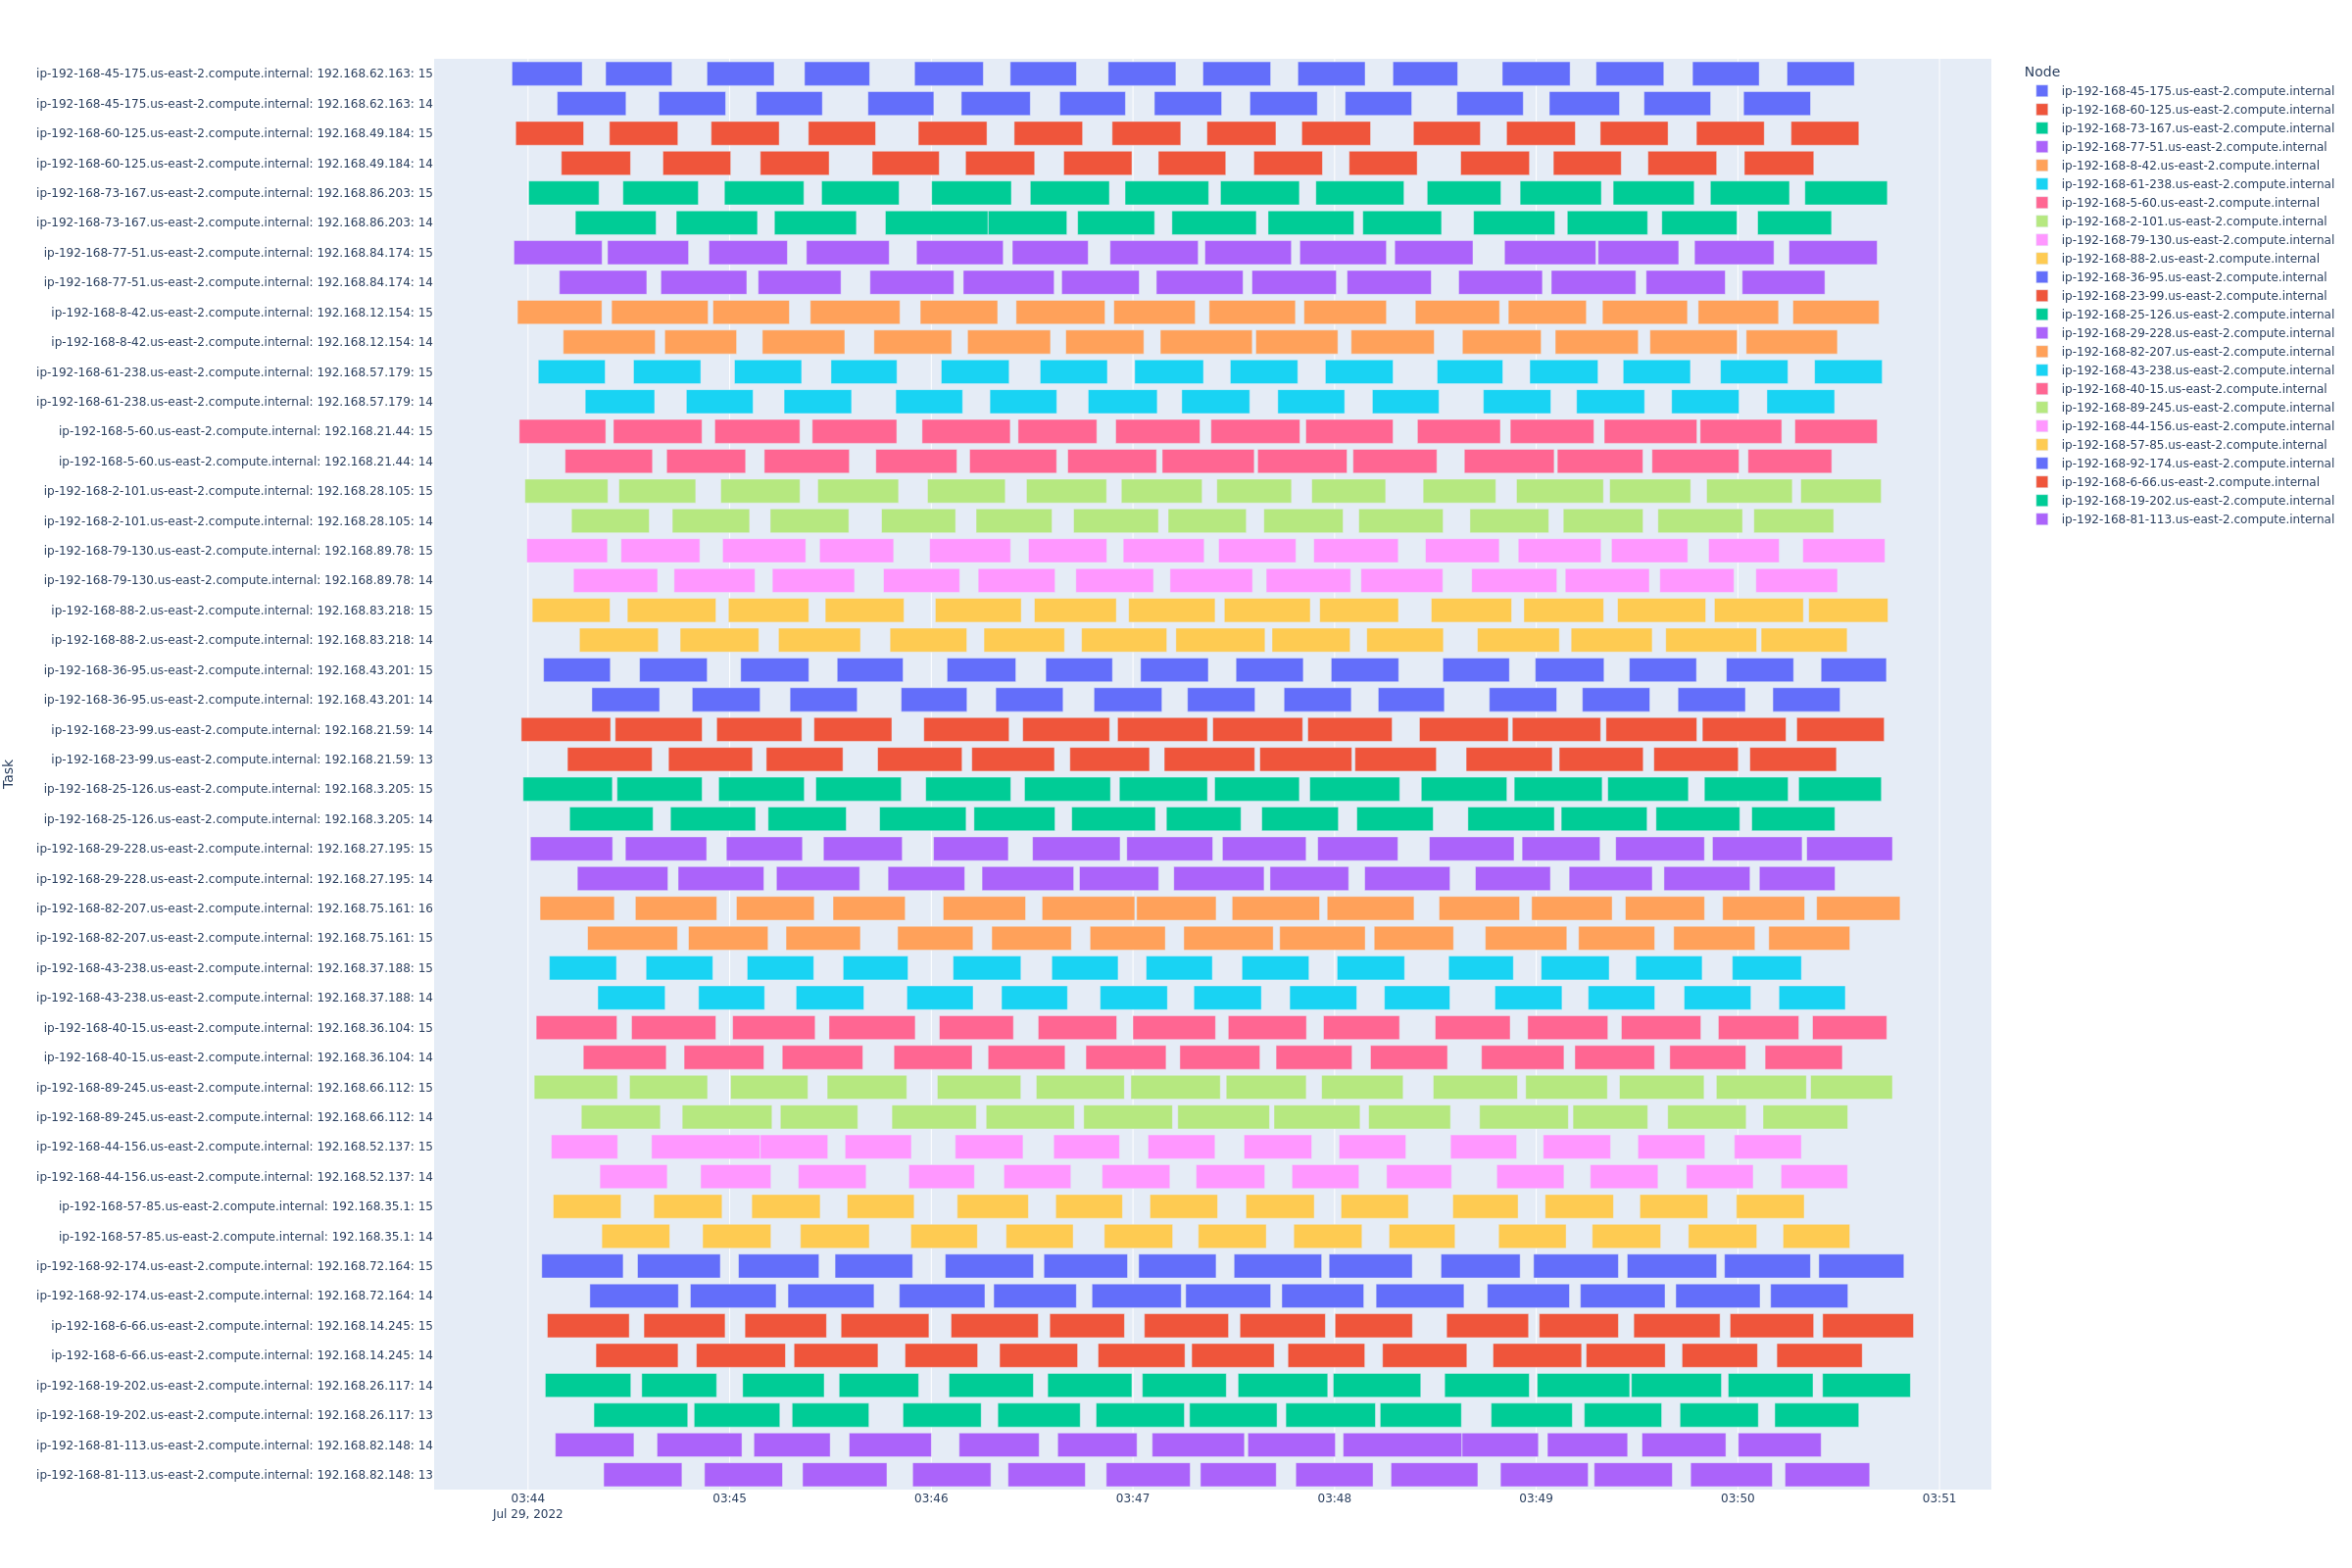 ip-192-168-45-175.us-east-2.compute.internal: 192.168.62.163: 15
ip-192-168-45-175.us-east-2.compute.internal: 192.168.62.163: 14
ip-192-168-60-125.us-east-2.compute.internal: 192.168.49.184: 15
ip-192-168-60-125.us-east-2.compute.internal: 192.168.49.184: 14
ip-192-168-73-167.us-east-2.compute.internal: 192.168.86.203: 15
ip-192-168-73-167.us-east-2.compute.internal: 192.168.86.203: 14
ip-192-168-77-51.us-east-2.compute.internal: 192.168.84.174: 15
ip-192-168-77-51.us-east-2.compute.internal: 192.168.84.174: 14
ip-192-168-8-42.us-east-2.compute.internal: 192.168.12.154: 15
ip-192-168-8-42.us-east-2.compute.internal: 192.168.12.154: 14
ip-192-168-61-238.us-east-2.compute.internal: 192.168.57.179: 15
ip-192-168-61-238.us-east-2.compute.internal: 192.168.57.179: 14
ip-192-168-5-60.us-east-2.compute.internal: 192.168.21.44: 15
ip-192-168-5-60.us-east-2.compute.internal: 192.168.21.44: 14
ip-192-168-2-101.us-east-2.compute.internal: 192.168.28.105: 15
ip-192-168-2-101.us-east-2.compute.internal: 192.168.28.105: 14
ip-192-168-79-130.us-east-2.compute.internal: 192.168.89.78: 15
ip-192-168-79-130.us-east-2.compute.internal: 192.168.89.78: 14
ip-192-168-88-2.us-east-2.compute.internal: 192.168.83.218: 15
ip-192-168-88-2.us-east-2.compute.internal: 192.168.83.218: 14
ip-192-168-36-95.us-east-2.compute.internal: 192.168.43.201: 15
ip-192-168-36-95.us-east-2.compute.internal: 192.168.43.201: 14
ip-192-168-23-99.us-east-2.compute.internal: 192.168.21.59: 14
ip-192-168-23-99.us-east-2.compute.internal: 192.168.21.59: 13
ip-192-168-25-126.us-east-2.compute.internal: 192.168.3.205: 15
ip-192-168-25-126.us-east-2.compute.internal: 192.168.3.205: 14
ip-192-168-29-228.us-east-2.compute.internal: 192.168.27.195: 15
ip-192-168-29-228.us-east-2.compute.internal: 192.168.27.195: 14
ip-192-168-82-207.us-east-2.compute.internal: 192.168.75.161: 16
ip-192-168-82-207.us-east-2.compute.internal: 192.168.75.161: 15
ip-192-168-43-238.us-east-2.compute.internal: 192.168.37.188: 15
ip-192-168-43-238.us-east-2.compute.internal: 192.168.37.188: 14
ip-192-168-40-15.us-east-2.compute.internal: 192.168.36.104: 15
ip-192-168-40-15.us-east-2.compute.internal: 192.168.36.104: 14
ip-192-168-89-245.us-east-2.compute.internal: 192.168.66.112: 15
ip-192-168-89-245.us-east-2.compute.internal: 192.168.66.112: 14
ip-192-168-44-156.us-east-2.compute.internal: 192.168.52.137: 15
ip-192-168-44-156.us-east-2.compute.internal: 192.168.52.137: 14
ip-192-168-57-85.us-east-2.compute.internal: 192.168.35.1: 15
ip-192-168-57-85.us-east-2.compute.internal: 192.168.35.1: 14
ip-192-168-92-174.us-east-2.compute.internal: 192.168.72.164: 15
ip-192-168-92-174.us-east-2.compute.internal: 192.168.72.164: 14
ip-192-168-6-66.us-east-2.compute.internal: 192.168.14.245: 15
ip-192-168-6-66.us-east-2.compute.internal: 192.168.14.245: 14
ip-192-168-19-202.us-east-2.compute.internal: 192.168.26.117: 14
ip-192-168-19-202.us-east-2.compute.internal: 192.168.26.117: 13
ip-192-168-81-113.us-east-2.compute.internal: 192.168.82.148: 14
ip-192-168-81-113.us-east-2.compute.internal: 192.168.82.148: 13
Task
03:44 03:45 03:46 03:47 03:48 03:49 03:50 03:51
Jul 29, 2022
Node
ip-192-168-45-175.us-east-2.compute.internal
ip-192-168-60-125.us-east-2.compute.internal
ip-192-168-73-167.us-east-2.compute.internal
ip-192-168-77-51.us-east-2.compute.internal
ip-192-168-8-42.us-east-2.compute.internal
ip-192-168-61-238.us-east-2.compute.internal
ip-192-168-5-60.us-east-2.compute.internal
ip-192-168-2-101.us-east-2.compute.internal
ip-192-168-79-130.us-east-2.compute.internal
ip-192-168-88-2.us-east-2.compute.internal
ip-192-168-36-95.us-east-2.compute.internal
ip-192-168-23-99.us-east-2.compute.internal
ip-192-168-25-126.us-east-2.compute.internal
ip-192-168-29-228.us-east-2.compute.internal
ip-192-168-82-207.us-east-2.compute.internal
ip-192-168-43-238.us-east-2.compute.internal
ip-192-168-40-15.us-east-2.compute.internal
ip-192-168-89-245.us-east-2.compute.internal
ip-192-168-44-156.us-east-2.compute.internal
ip-192-168-57-85.us-east-2.compute.internal
ip-192-168-92-174.us-east-2.compute.internal
ip-192-168-6-66.us-east-2.compute.internal
ip-192-168-19-202.us-east-2.compute.internal
ip-192-168-81-113.us-east-2.compute.internal